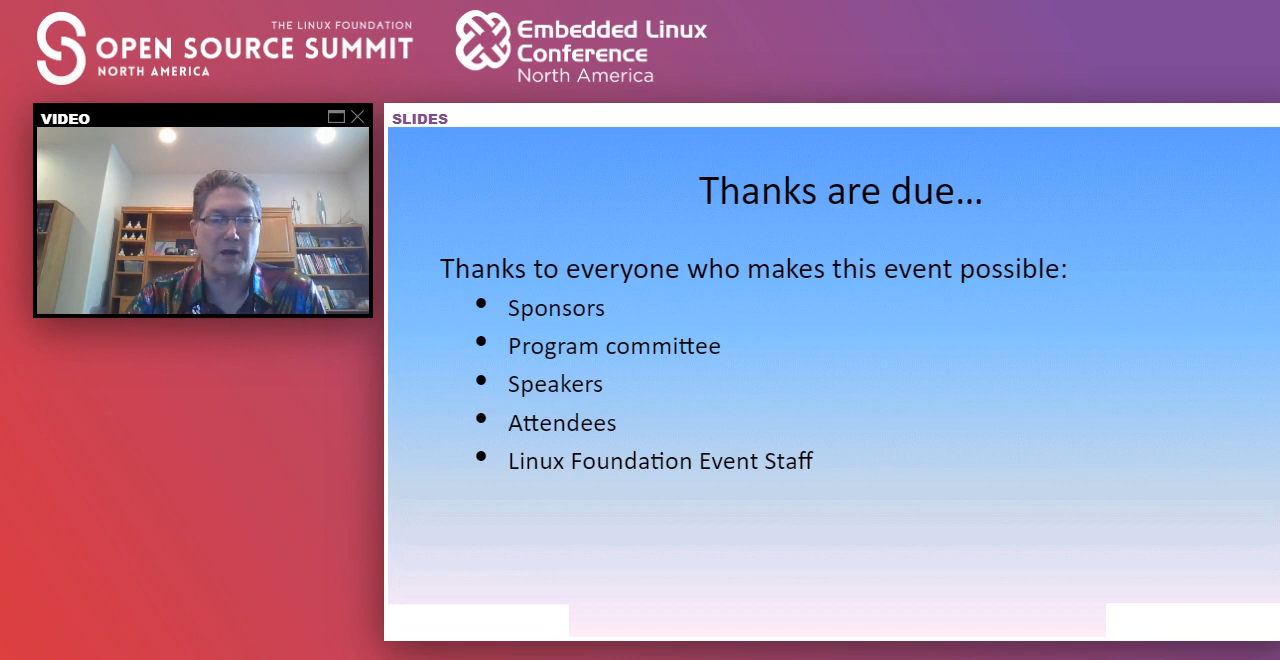 THE LINUX FOUNDATION
OPEN SOURCE SUMMIT
NORTH AMERICA
Embedded Linux
Conference
North America
VIDEO
SLIDES
Thanks are due...
Thanks to everyone who makes this event possible:
• Sponsors
• Program committee
• Speakers
• Attendees
• Linux Foundation Event Staff